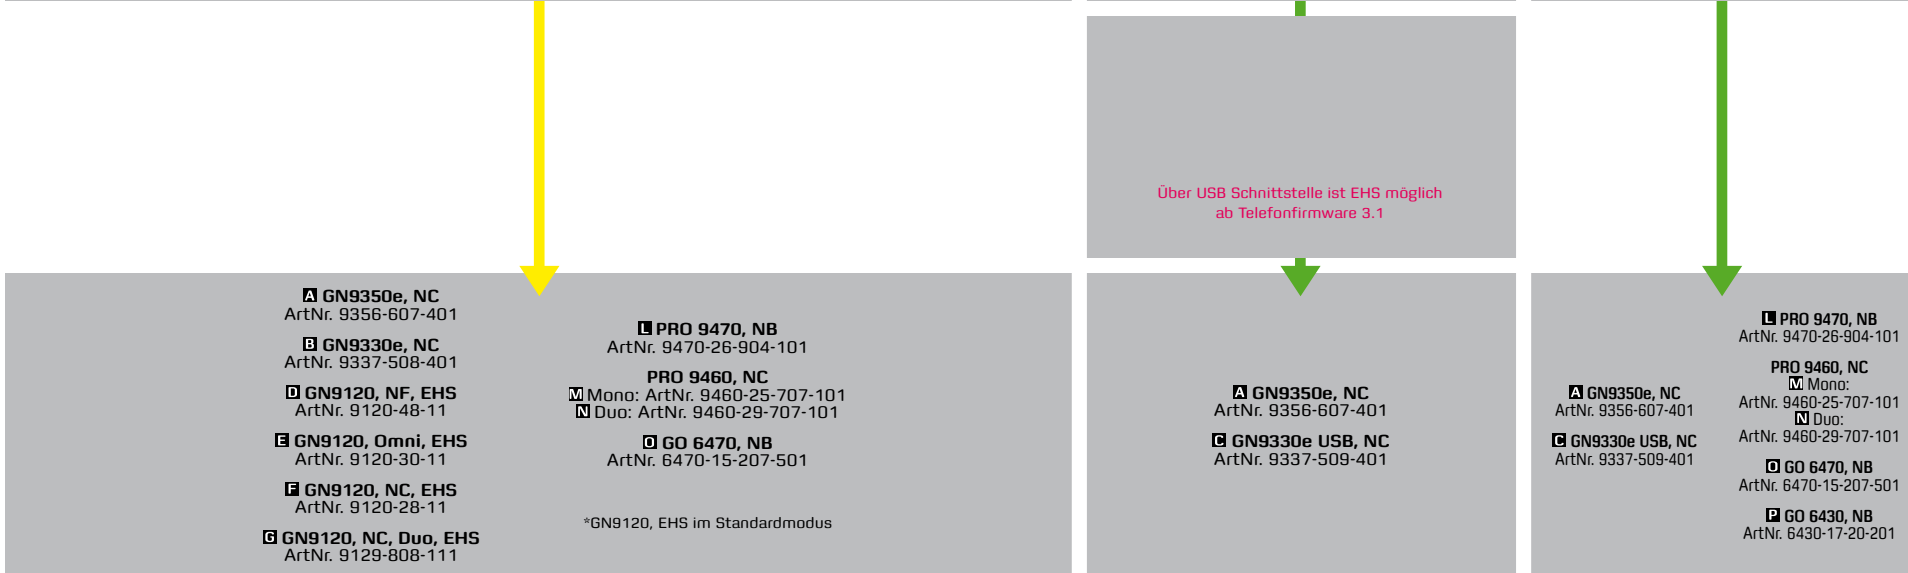 Über USB Schnittstelle ist EHS möglich
ab Telefonfirmware 3.1
A GN9350e, NC
ArtNr. 9356-607-401
B GN9330e, NC
ArtNr. 9337-508-401
D GN9120, NF, EHS
ArtNr. 9120-48-11
E GN9120, Omni, EHS
ArtNr. 9120-30-11
F GN9120, NC, EHS
ArtNr. 9120-28-11
G GN9120, NC, Duo, EHS
ArtNr. 9129-808-111
L PRO 9470, NB
ArtNr. 9470-26-904-101
PRO 9460, NC
M Mono: ArtNr. 9460-25-707-101
N Duo: ArtNr. 9460-29-707-101
O GO 6470, NB
ArtNr. 6470-15-207-501
*GN9120, EHS im Standardmodus
A GN9350e, NC
ArtNr. 9356-607-401
C GN9330e USB, NC
ArtNr. 9337-509-401
A GN9350e, NC
ArtNr. 9356-607-401
C GN9330e USB, NC
ArtNr. 9337-509-401
L PRO 9470, NB
ArtNr. 9470-26-904-101
PRO 9460, NC
M Mono:
ArtNr. 9460-25-707-101
N Duo:
ArtNr. 9460-29-707-101
O GO 6470, NB
ArtNr. 6470-15-207-501
P GO 6430, NB
ArtNr. 6430-17-20-201